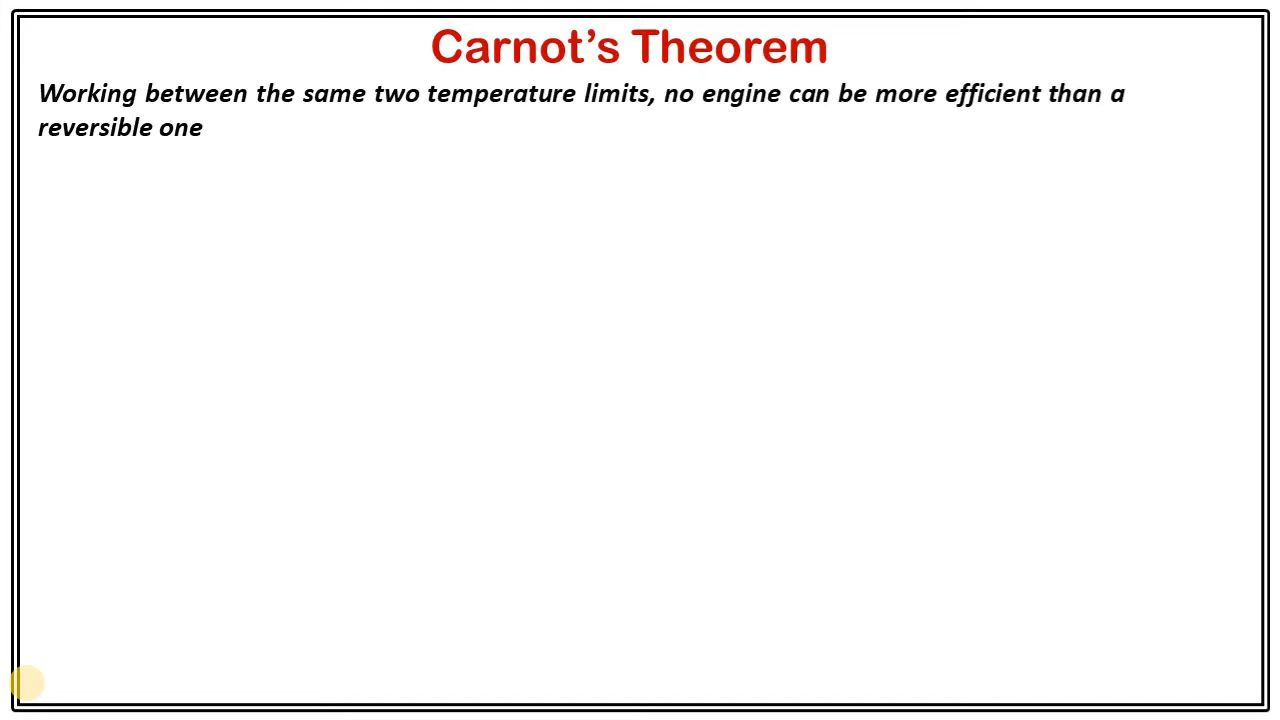 Carnot’s Theorem
Working between the same two temperature limits, no engine can be more efficient than a
reversible one